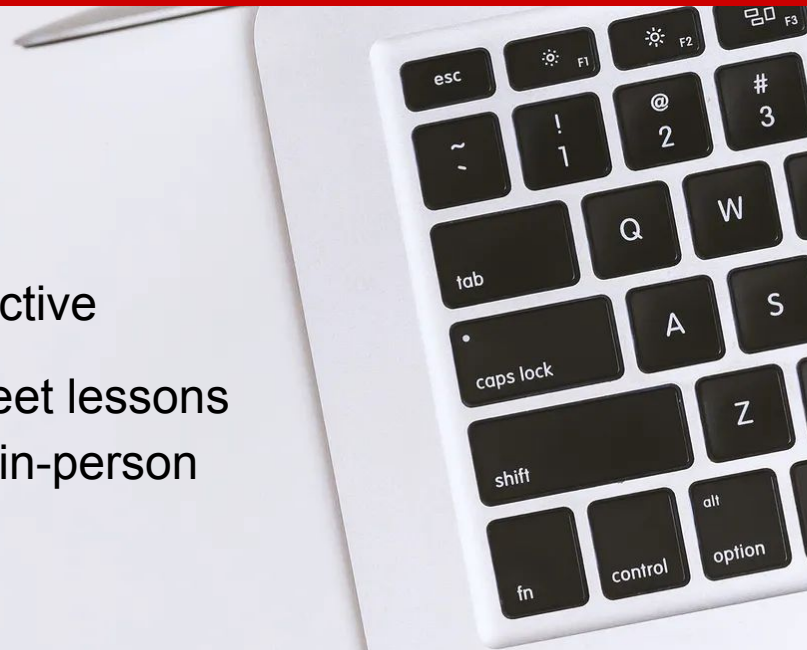 esc F1 F2 F3
~ ! @ #
` 1 2 3
tab Q W
caps lock A S
shift Z
alt
fn control option
ctive
eet lessons
in-person